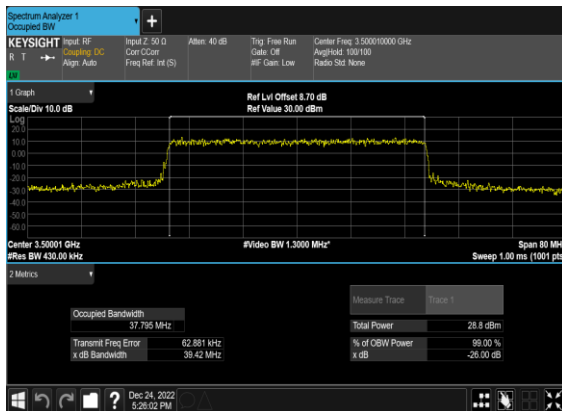 Spectrum Analyzer 1
Occupied BW
KEYSIGHT
R T
LXI
Input: RF
Coupling: DC
Align: Auto
Input Z: 50 Ω
Corr CCorr
Freq Ref: Int (S)
Atten: 40 dB
Trig: Free Run
Gate: Off
#IF Gain: Low
Center Freq: 3.500010000 GHz
Avg|Hold: 100/100
Radio Std: None
1 Graph
Scale/Div 10.0 dB
Ref Lvl Offset 8.70 dB
Ref Value 30.00 dBm
Log
20.0
10.0
0.00
-10.0
-20.0
-30.0
-40.0
-50.0
-60.0
Center 3.50001 GHz
#Res BW 430.00 kHz
#Video BW 1.3000 MHz*
Span 80 MH
Sweep 1.00 ms (1001 pts
2 Metrics
Measure Trace Trace 1
Occupied Bandwidth
37.795 MHz
Total Power 28.8 dBm
Transmit Freq Error 62.881 kHz
x dB Bandwidth 39.42 MHz
% of OBW Power 99.00 %
x dB -26.00 dB
Dec 24, 2022
5:26:02 PM